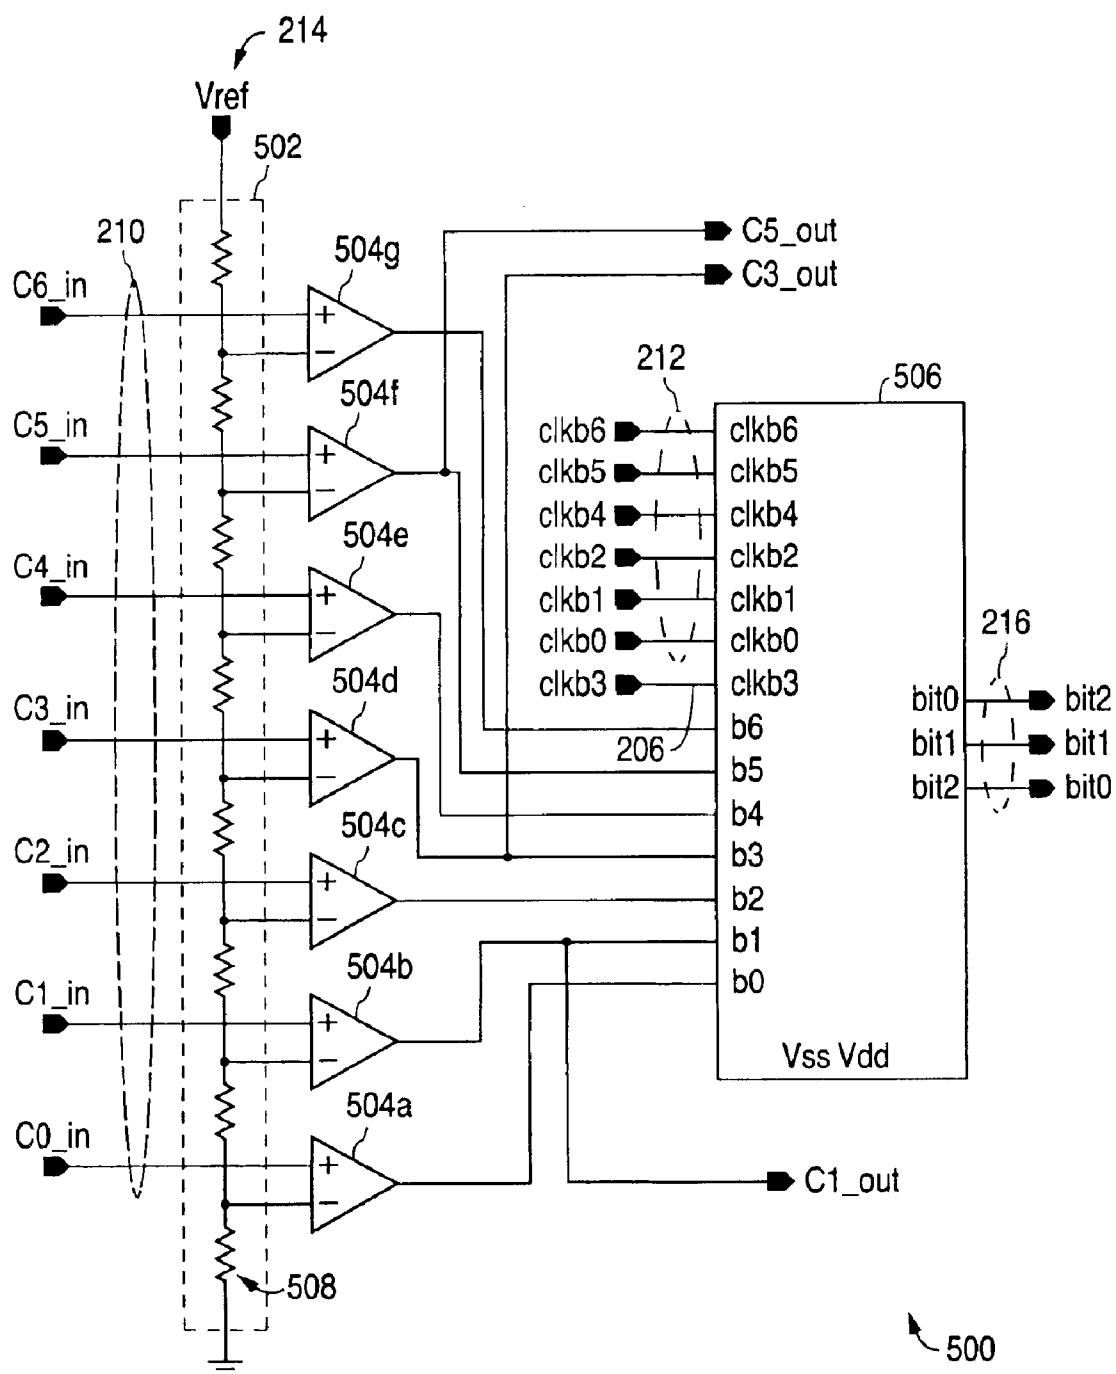 214
Vref
502
210
504g
C5_out
C3_out
C6_in
+
−
212
506
504f
C5_in
+
−
clkb6 clkb6
clkb5 clkb5
clkb4 clkb4
clkb2 clkb2
clkb1 clkb1
clkb0 clkb0
clkb3 clkb3
504e
C4_in
+
−
216
504d
C3_in
+
−
206
b6
b5
b4
b3
b2
b1
b0
bit0 bit2
bit1 bit1
bit2 bit0
504c
C2_in
+
−
504b
C1_in
+
−
Vss Vdd
504a
C0_in
+
−
C1_out
508
500